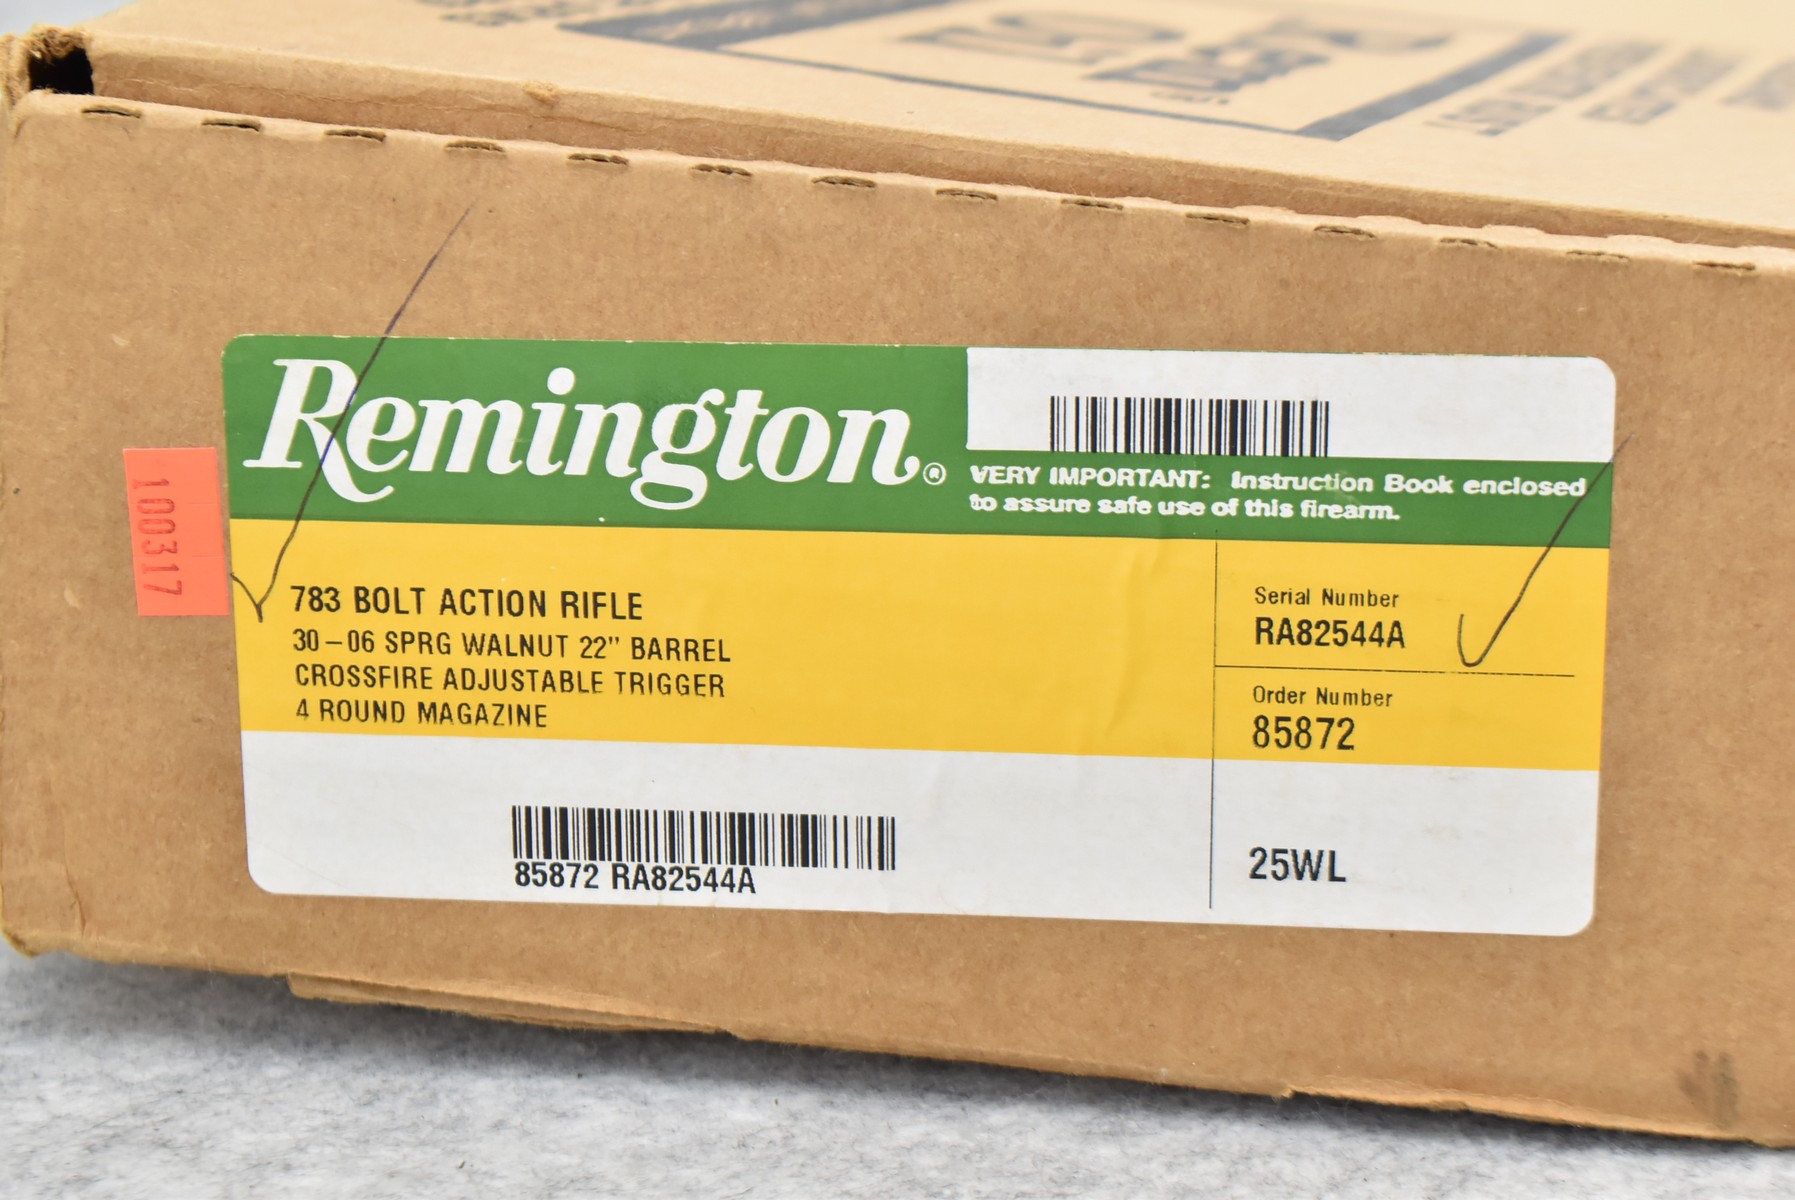 100317
Remington®
VERY IMPORTANT: Instruction Book enclosed
to assure safe use of this firearm.
783 BOLT ACTION RIFLE
30-06 SPRG WALNUT 22" BARREL
CROSSFIRE ADJUSTABLE TRIGGER
4 ROUND MAGAZINE
Serial Number
RA82544A
Order Number
85872
85872 RA82544A
25WL